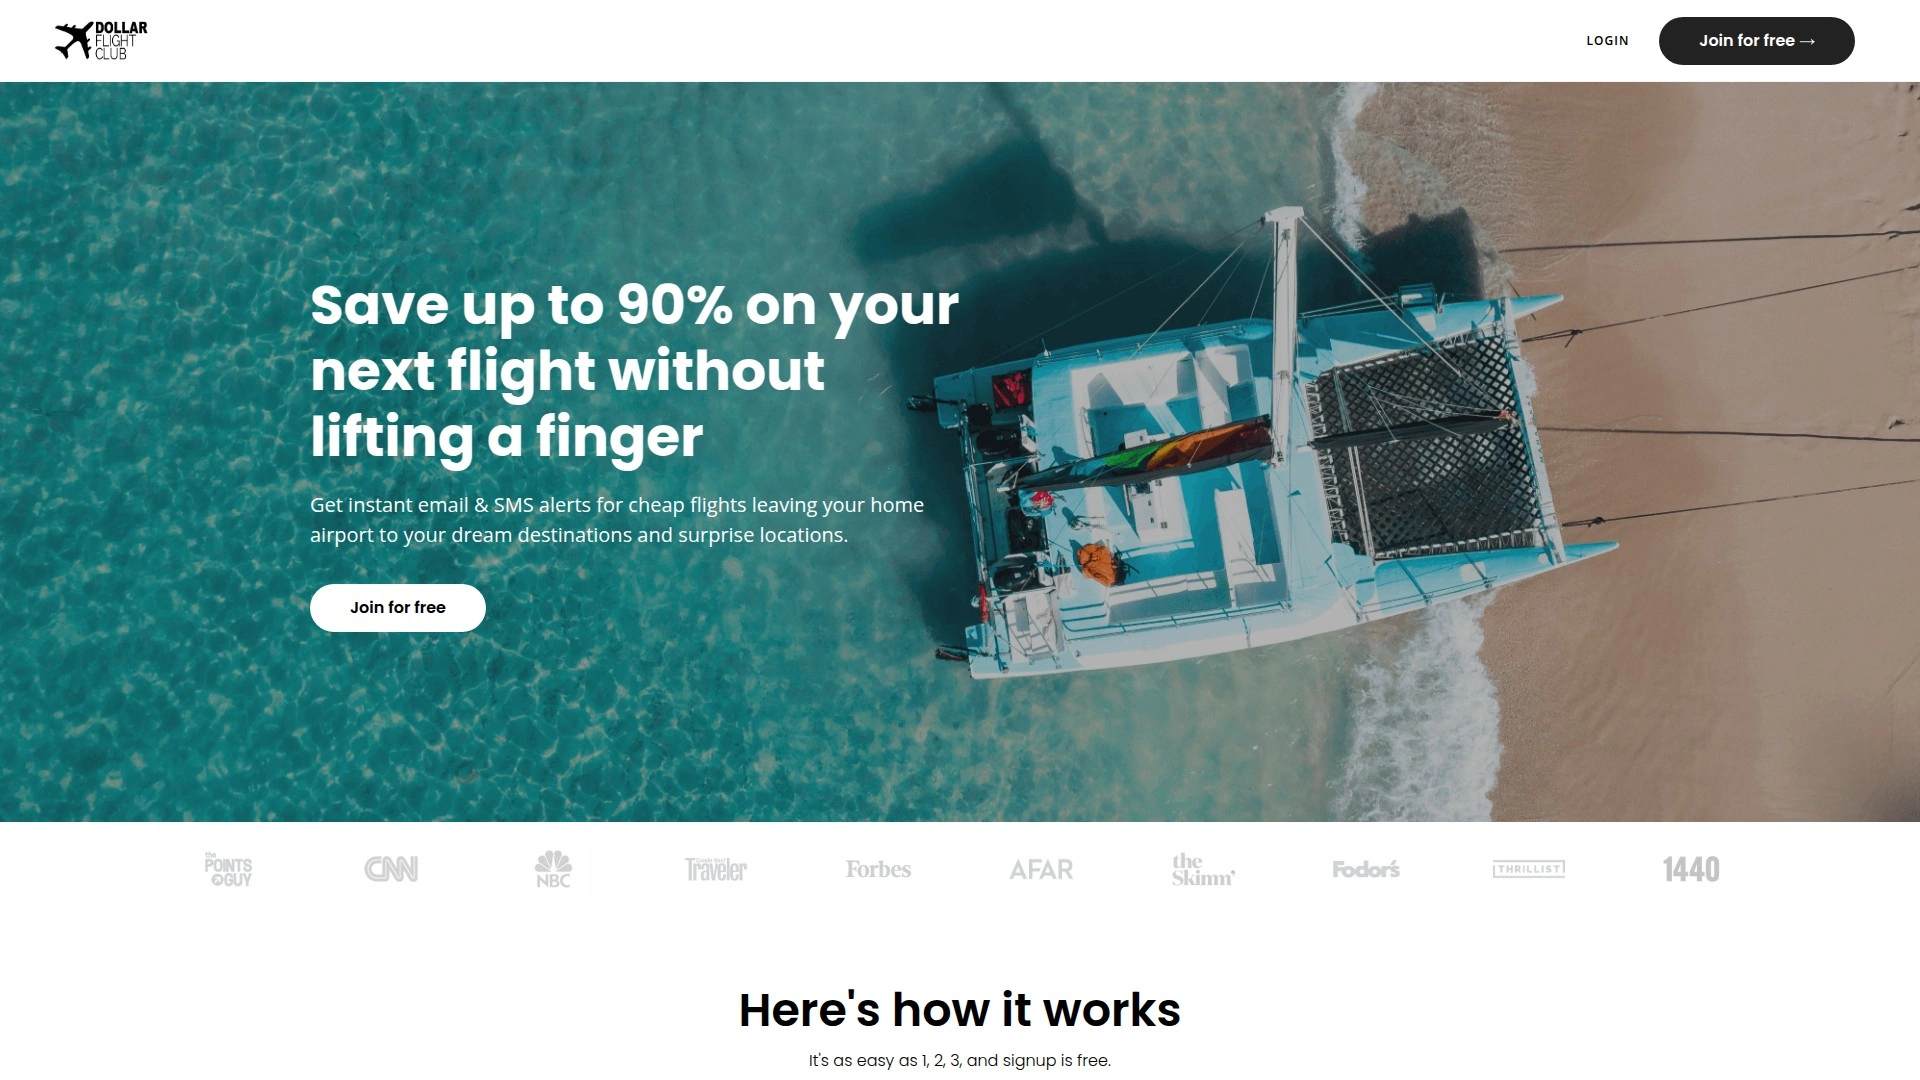 DOLLAR
FLIGHT
CLUB
LOGIN
Join for free →
Save up to 90% on your
next flight without
lifting a finger
Get instant email & SMS alerts for cheap flights leaving your home
airport to your dream destinations and surprise locations.
Join for free
the
POINTS
GUY
CNN
NBC
Traveler
Forbes
AFAR
the
Skimm'
Fodor's
THRILLIST
1440
Here's how it works
It's as easy as 1, 2, 3, and signup is free.